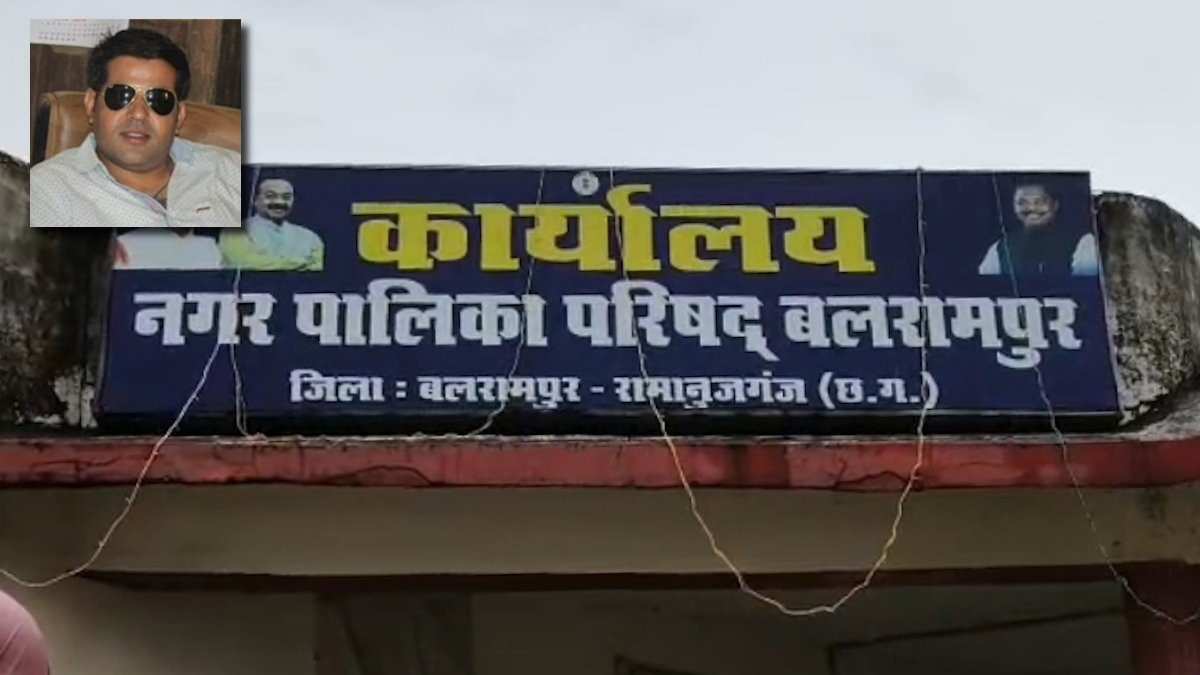 कार्यालय
नगर पालिका परिषद् बलरामपुर
जिला : बलरामपुर - रामानुजगंज (छ.ग.)